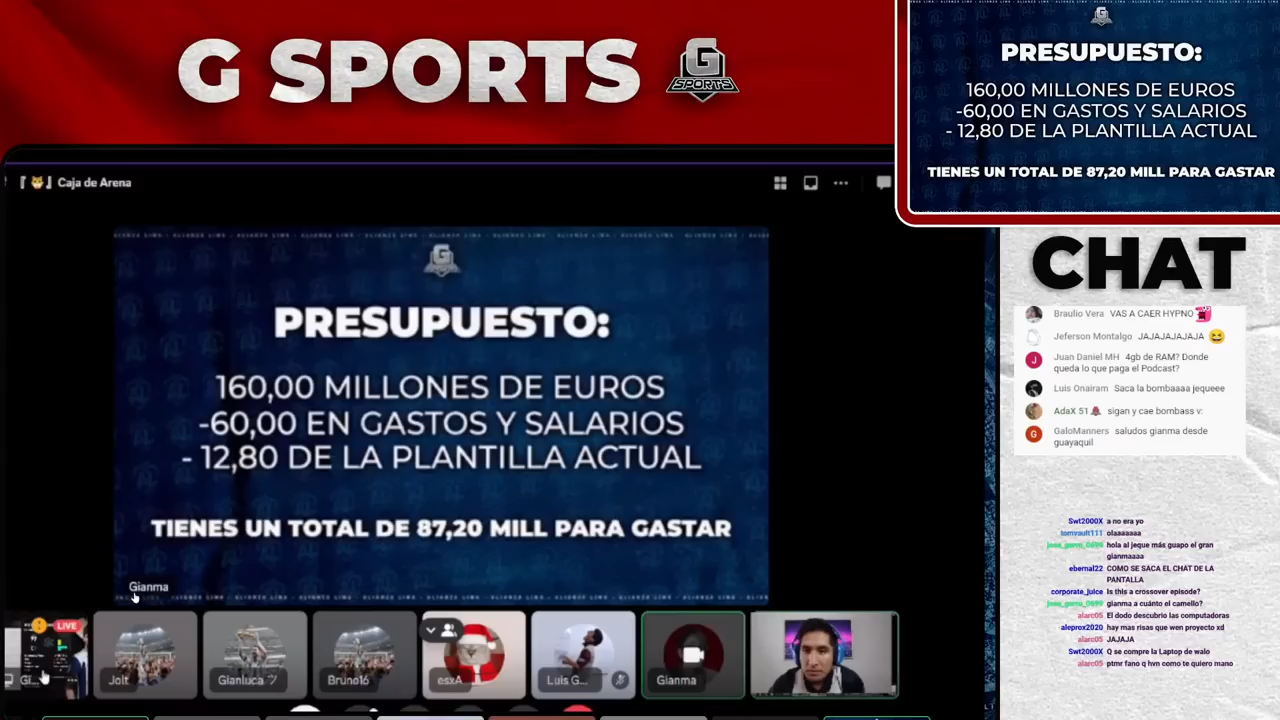 G SPORTS
G
SPORTS
PRESUPUESTO:
160,00 MILLONES DE EUROS
-60,00 EN GASTOS Y SALARIOS
- 12,80 DE LA PLANTILLA ACTUAL
TIENES UN TOTAL DE 87,20 MILL PARA GASTAR
Caja de Arena
PRESUPUESTO:
160,00 MILLONES DE EUROS
-60,00 EN GASTOS Y SALARIOS
- 12,80 DE LA PLANTILLA ACTUAL
TIENES UN TOTAL DE 87,20 MILL PARA GASTAR
Gianma
LIVE
Gi...
Jolt
Gianluca
Bruno16
esxA
Luis G...
Gianma
CHAT
Braulio Vera VAS A CAER HYPNO
Jeferson Montalgo JAJAJAJAJAJA 😆
Juan Daniel MH 4gb de RAM? Donde
queda lo que paga el Podcast?
Luis Onairam Saca la bombaaaa jequeee
AdaX 51 sigan y cae bombass v:
GaloManners saludos gianma desde
guayaquil
Swt2000X a no era yo
olaaaaaaa
hola al jeque más guapo el gran
gianmaaaa
ebernal22 COMO SE SACA EL CHAT DE LA
PANTALLA
corporate_juice Is this a crossover episode?
gianma a cuánto el camello?
alarc05 El dodo descubrio las computadoras
aleprox2020 hay mas risas que wen proyecto xd
alarc05 JAJAJA
Swt2000X Q se compre la Laptop de walo
alarc05 ptmr fano q hvn como te quiero mano